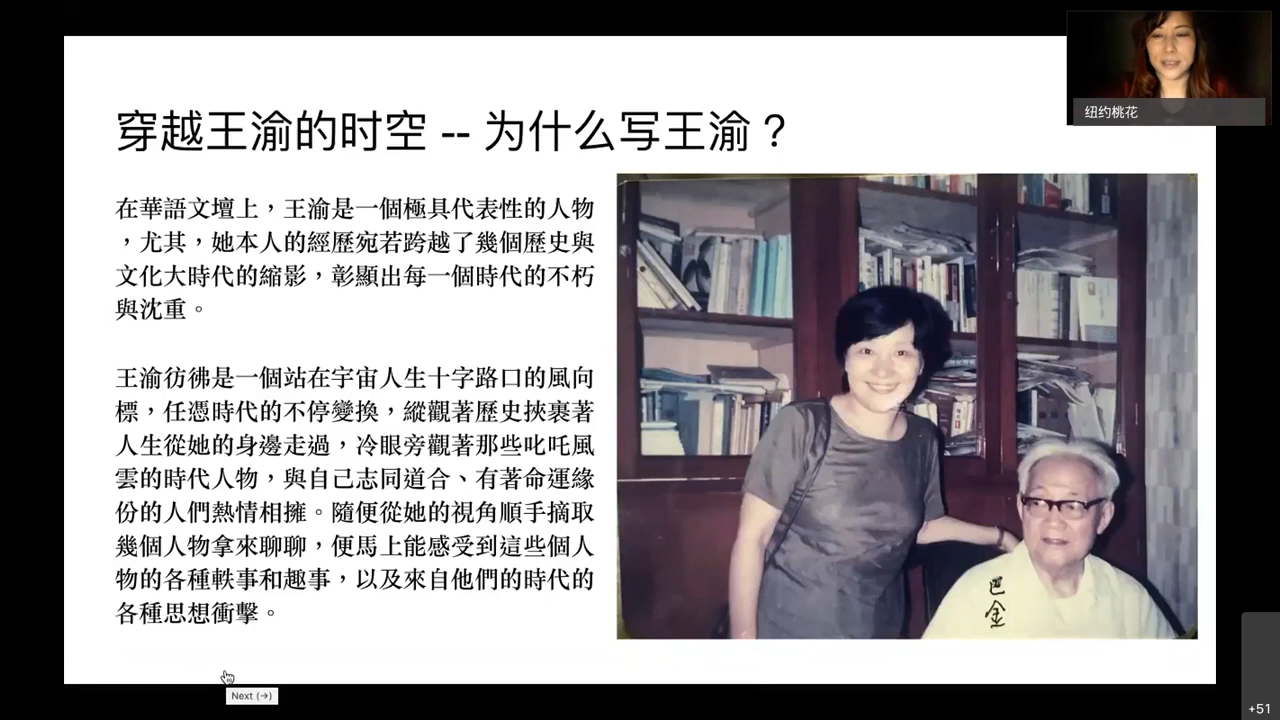 穿越王渝的时空 -- 为什么写王渝？
在華語文壇上，王渝是一個極具代表性的人物
，尤其，她本人的經歷宛若跨越了幾個歷史與
文化大時代的縮影，彰顯出每一個時代的不朽
與沈重。
王渝彷彿是一個站在宇宙人生十字路口的風向
標，任憑時代的不停變換，縱觀著歷史挾裹著
人生從她的身邊走過，冷眼旁觀著那些叱吒風
雲的時代人物，與自己志同道合、有著命運緣
份的人們熱情相擁。隨便從她的視角順手摘取
幾個人物拿來聊聊，便馬上能感受到這些個人
物的各種軼事和趣事，以及來自他們的時代的
各種思想衝擊。
巴金
纽约桃花
Next (→)
+51